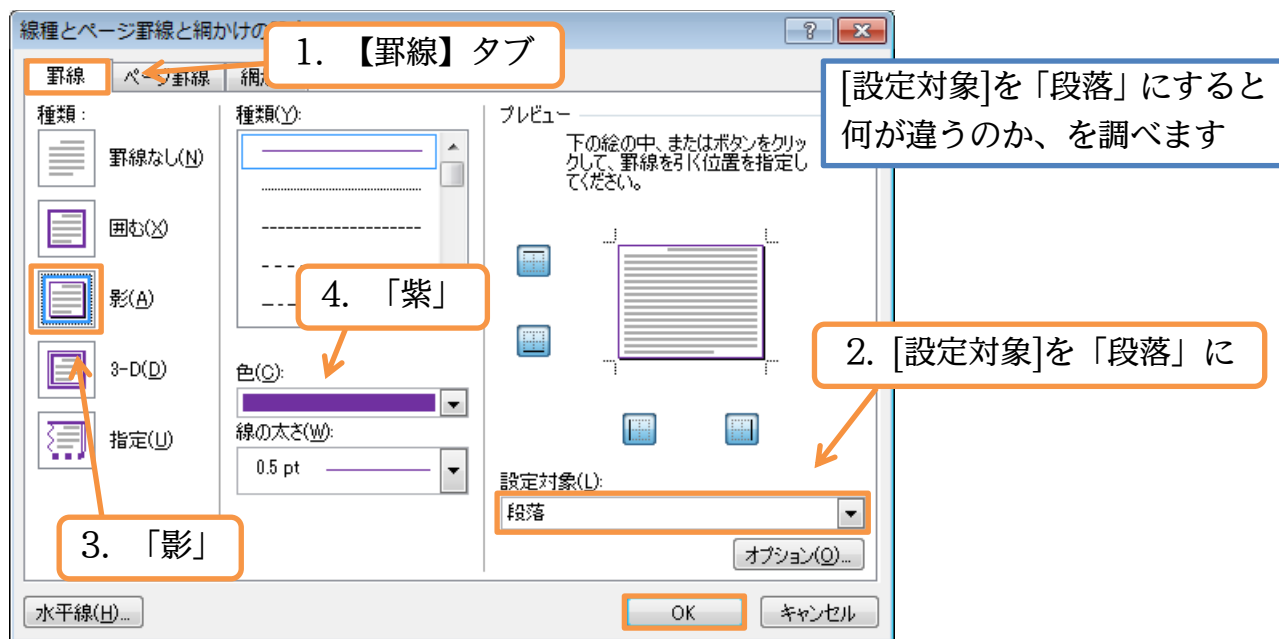 線種とページ罫線と網かけの
1. 【罫線】タブ
罫線
ページ罫線
[設定対象]を「段落」にすると
何が違うのか、を調べます
種類:
罫線なし(N)
囲む(X)
影(A)
3-D(D)
指定(U)
種類(Y):
4. 「紫」
色(C):
線の太さ(W):
0.5 pt
プレビュー
下の絵の中、またはボタンをクリッ
クして、罫線を引く位置を指定し
てください。
2. [設定対象]を「段落」に
設定対象(L):
段落
3. 「影」
オプション(O)...
水平線(H)...
OK
キャンセル